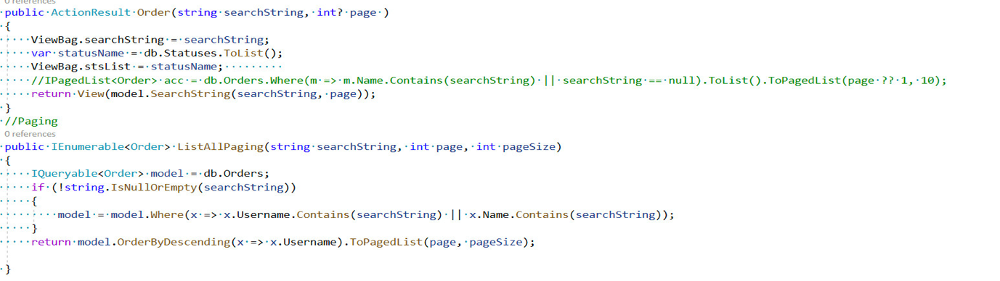 0 references
public ActionResult Order(string searchString, int? page )
{
ViewBag.searchString = searchString;
var statusName = db.Statuses.ToList();
ViewBag.stsList = statusName;
//IPagedList<Order> acc = db.Orders.Where(m => m.Name.Contains(searchString) || searchString == null).ToList().ToPagedList(page ?? 1, 10);
return View(model.SearchString(searchString, page));
}
//Paging
0 references
public IEnumerable<Order> ListAllPaging(string searchString, int page, int pageSize)
{
IQueryable<Order> model = db.Orders;
if (!string.IsNullOrEmpty(searchString))
{
model = model.Where(x => x.Username.Contains(searchString) || x.Name.Contains(searchString));
}
return model.OrderByDescending(x => x.Username).ToPagedList(page, pageSize);
}